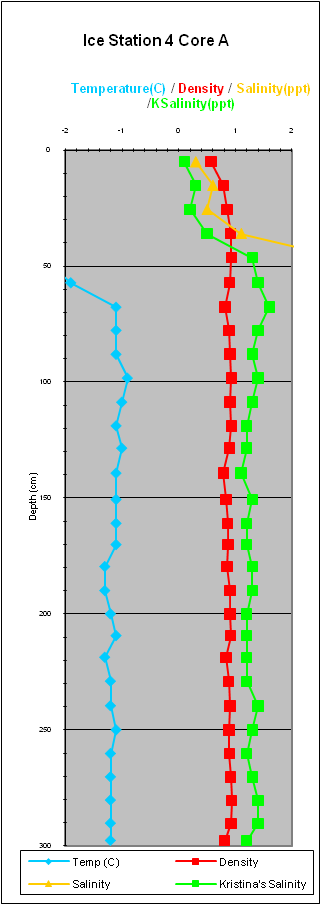 Ice Station 4 Core A
Temperature(C) / Density / Salinity(ppt)
/KSalinity(ppt)
-2 -1 0 1 2
0
50
100
150
200
250
300
Depth (cm)
Temp (C) Density
Salinity Kristina's Salinity